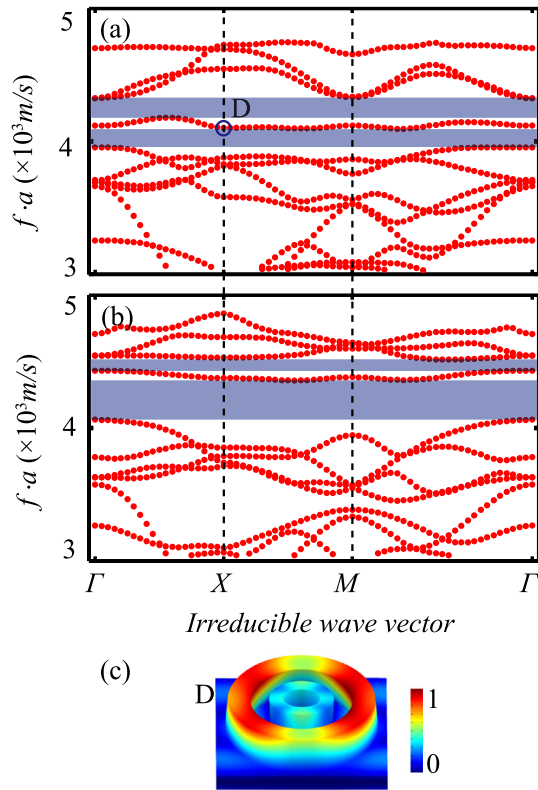 (a)
5
4
3
f·a (×10³m/s)
D
(b)
5
4
3
f·a (×10³m/s)
Γ X M Γ
Irreducible wave vector
(c)
D
1
0